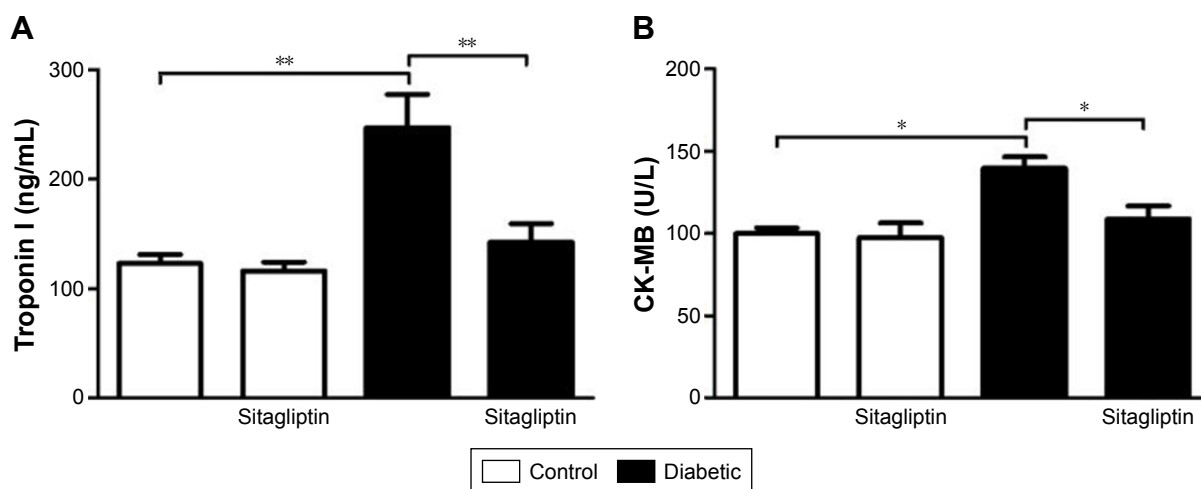 A
Troponin I (ng/mL)
300
200
100
0
**
**
Sitagliptin
Sitagliptin
B
CK-MB (U/L)
200
150
100
50
0
*
*
Sitagliptin
Sitagliptin
Control
Diabetic